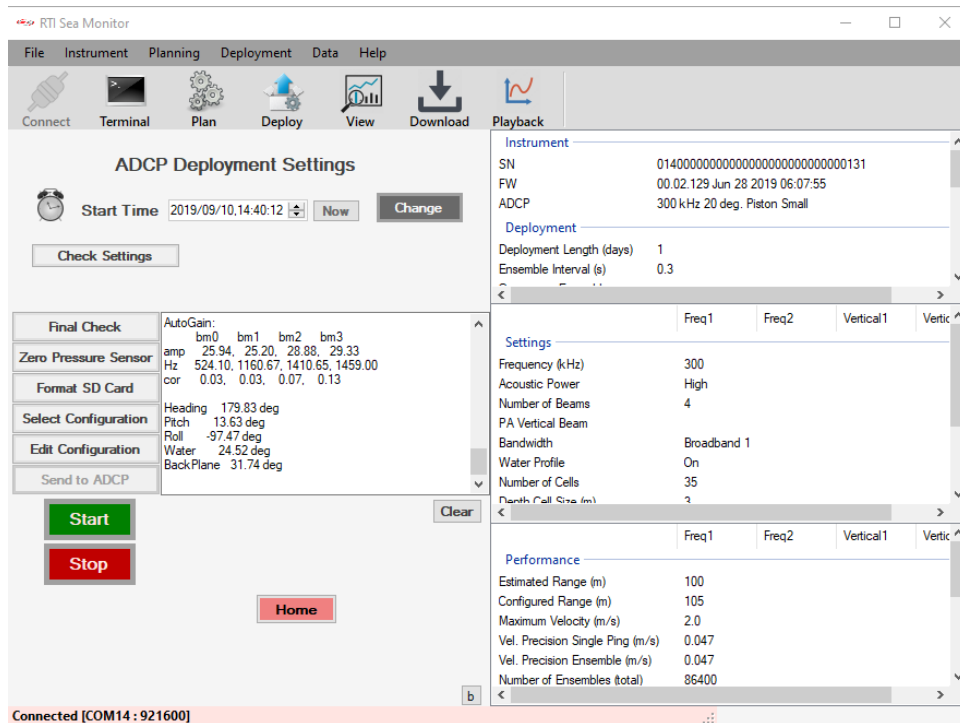 RTI Sea Monitor
File Instrument Planning Deployment Data Help
Connect Terminal Plan Deploy View Download Playback
ADCP Deployment Settings
Start Time 2019/09/10,14:40:12 Now Change
Check Settings
Final Check
Zero Pressure Sensor
Format SD Card
Select Configuration
Edit Configuration
Send to ADCP
AutoGain:
bm0 bm1 bm2 bm3
amp 25.94, 25.20, 28.88, 29.33
Hz 524.10, 1160.67, 1410.65, 1459.00
cor 0.03, 0.03, 0.07, 0.13
Heading 179.83 deg
Pitch 13.63 deg
Roll -97.47 deg
Water 24.52 deg
BackPlane 31.74 deg
Clear
Start
Stop
Home
b
Instrument
SN 01400000000000000000000000000131
FW 00.02.129 Jun 28 2019 06:07:55
ADCP 300 kHz 20 deg. Piston Small
Deployment
Deployment Length (days) 1
Ensemble Interval (s) 0.3
Freq1 Freq2 Vertical1 Vertic
Settings
Frequency (kHz) 300
Acoustic Power High
Number of Beams 4
PA Vertical Beam
Bandwidth Broadband 1
Water Profile On
Number of Cells 35
Depth Cell Size (m) 3
Freq1 Freq2 Vertical1 Vertic
Performance
Estimated Range (m) 100
Configured Range (m) 105
Maximum Velocity (m/s) 2.0
Vel. Precision Single Ping (m/s) 0.047
Vel. Precision Ensemble (m/s) 0.047
Number of Ensembles (total) 86400
Connected [COM14 : 921600]